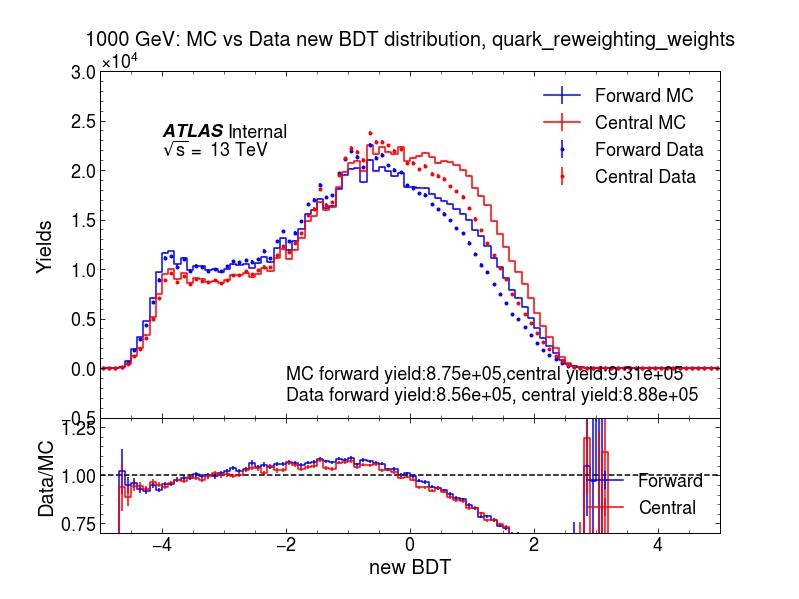 1000 GeV: MC vs Data new BDT distribution, quark_reweighting_weights
×10⁴
3.0
2.5
2.0
1.5
1.0
0.5
0.0
0.5
Yields
ATLAS Internal
√s = 13 TeV
Forward MC
Central MC
Forward Data
Central Data
MC forward yield:8.75e+05,central yield:9.31e+05
Data forward yield:8.56e+05, central yield:8.88e+05
1.25
1.00
0.75
Data/MC
Forward
Central
−4 −2 0 2 4
new BDT